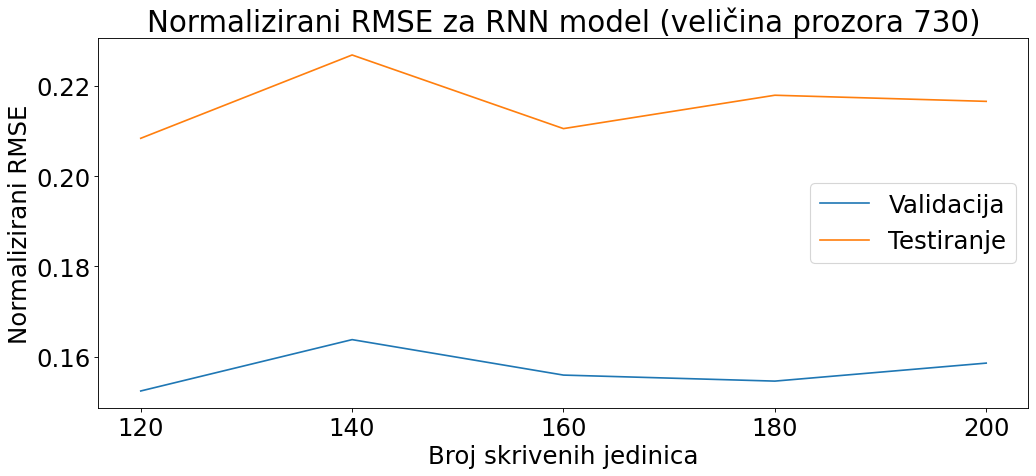 Normalizirani RMSE za RNN model (veličina prozora 730)
Normalizirani RMSE
0.22
0.20
0.18
0.16
Validacija
Testiranje
120 140 160 180 200
Broj skrivenih jedinica